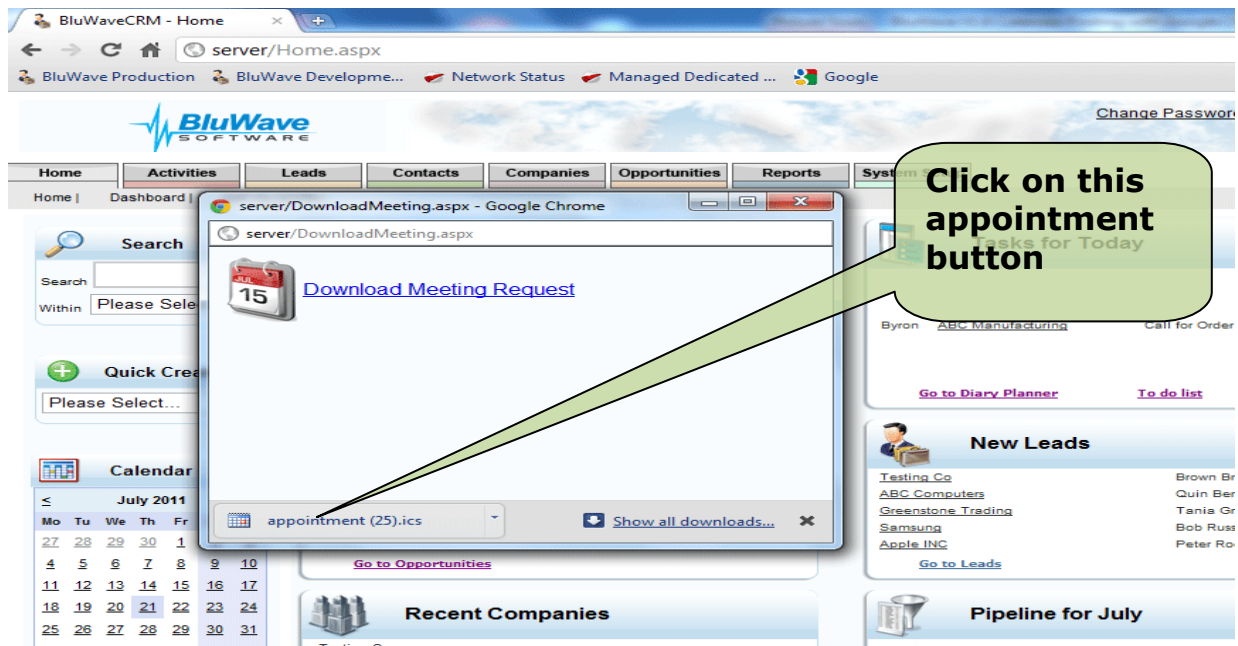 BluWaveCRM - Home
server/Home.aspx
BluWave Production BluWave Developme... Network Status Managed Dedicated ... Google
BluWave
SOFTWARE
Change Password
Home Activities Leads Contacts Companies Opportunities Reports
Home | Dashboard |
server/DownloadMeeting.aspx - Google Chrome
server/DownloadMeeting.aspx
JUL
15
Download Meeting Request
appointment (25).ics
Show all downloads...
Click on this
appointment
button
Search
Search
Within Please Sele
Quick Crea
Please Select...
Calendar
< July 2011
Mo Tu We Th Fr
27 28 29 30 1
4 5 6 7 8 9 10
11 12 13 14 15 16 17
18 19 20 21 22 23 24
25 26 27 28 29 30 31
Go to Opportunities
Recent Companies
Tasks for Today
Byron ABC Manufacturing Call for Order
Go to Diary Planner To do list
New Leads
Testing Co Brown
ABC Computers Quin
Greenstone Trading Tania
Samsung Bob
Apple INC Peter
Go to Leads
Pipeline for July